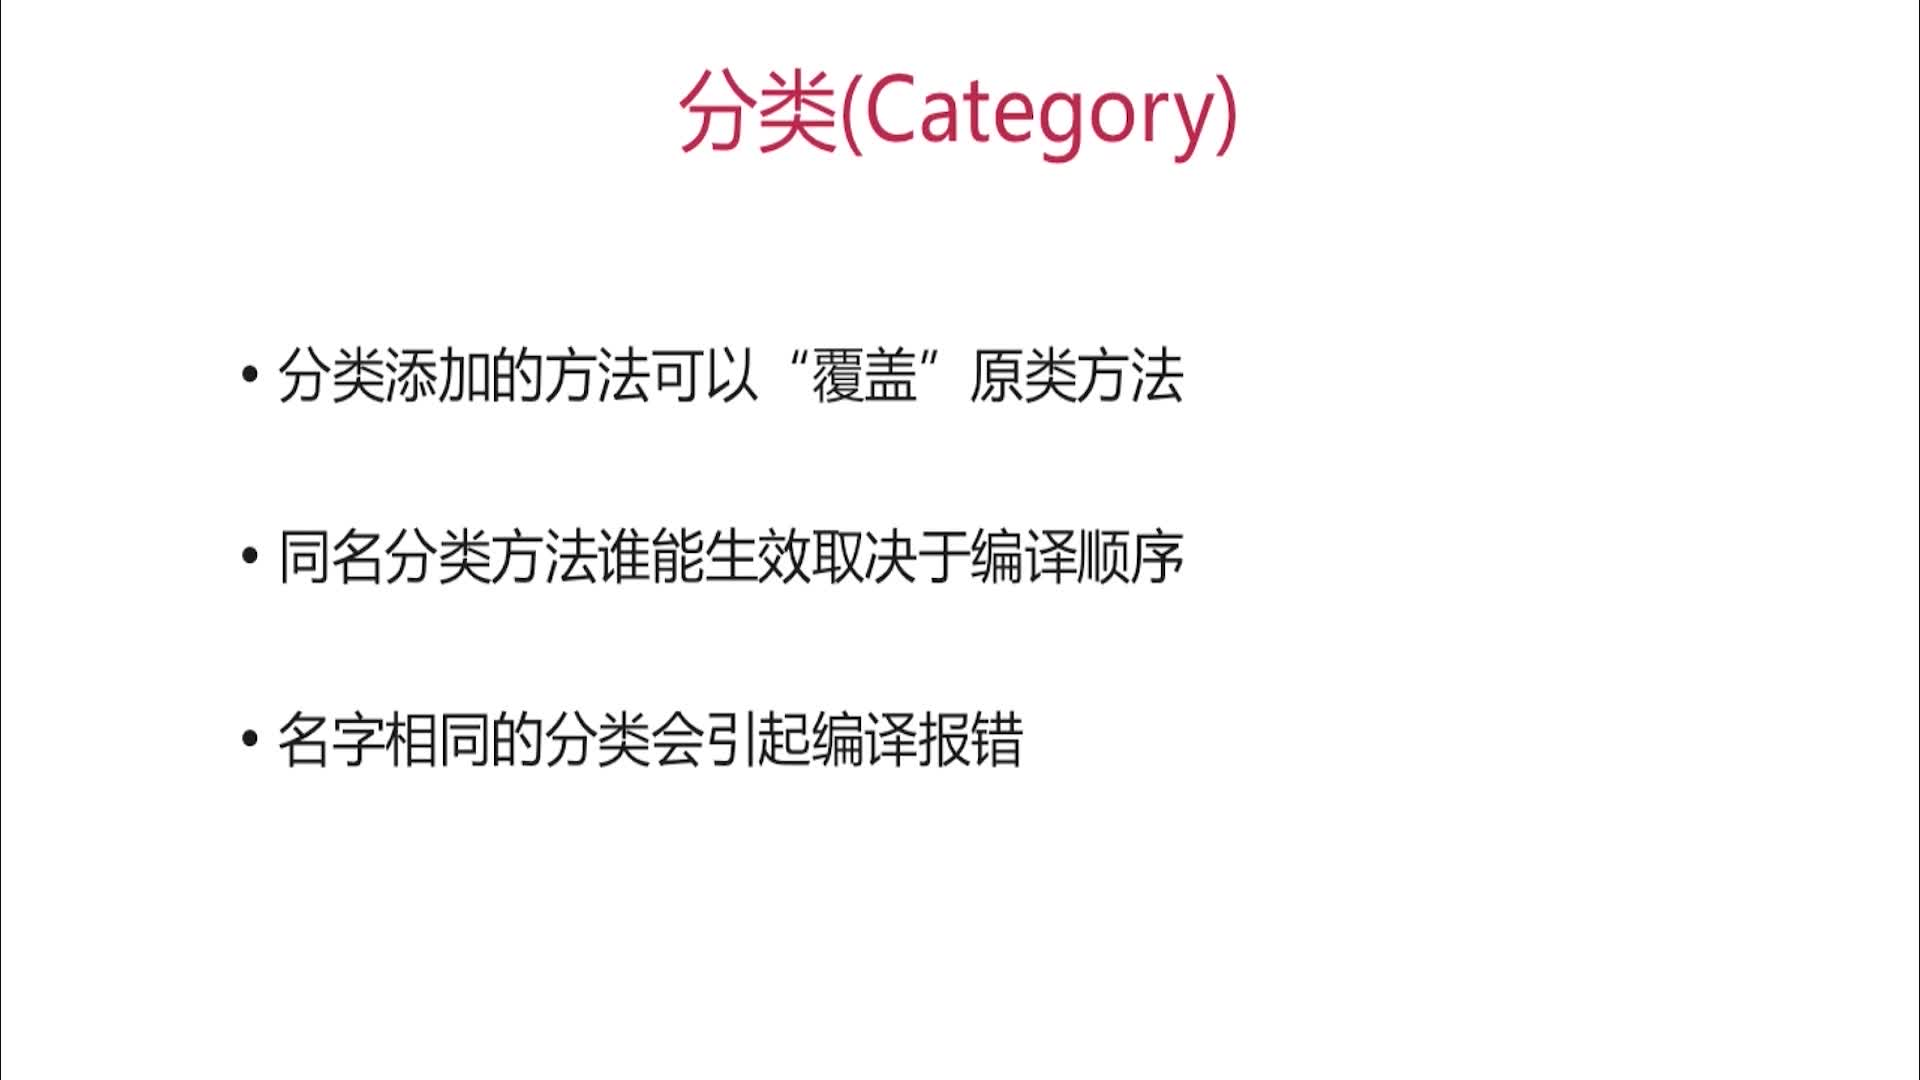 分类(Category)
• 分类添加的方法可以“覆盖”原类方法
• 同名分类方法谁能生效取决于编译顺序
• 名字相同的分类会引起编译报错